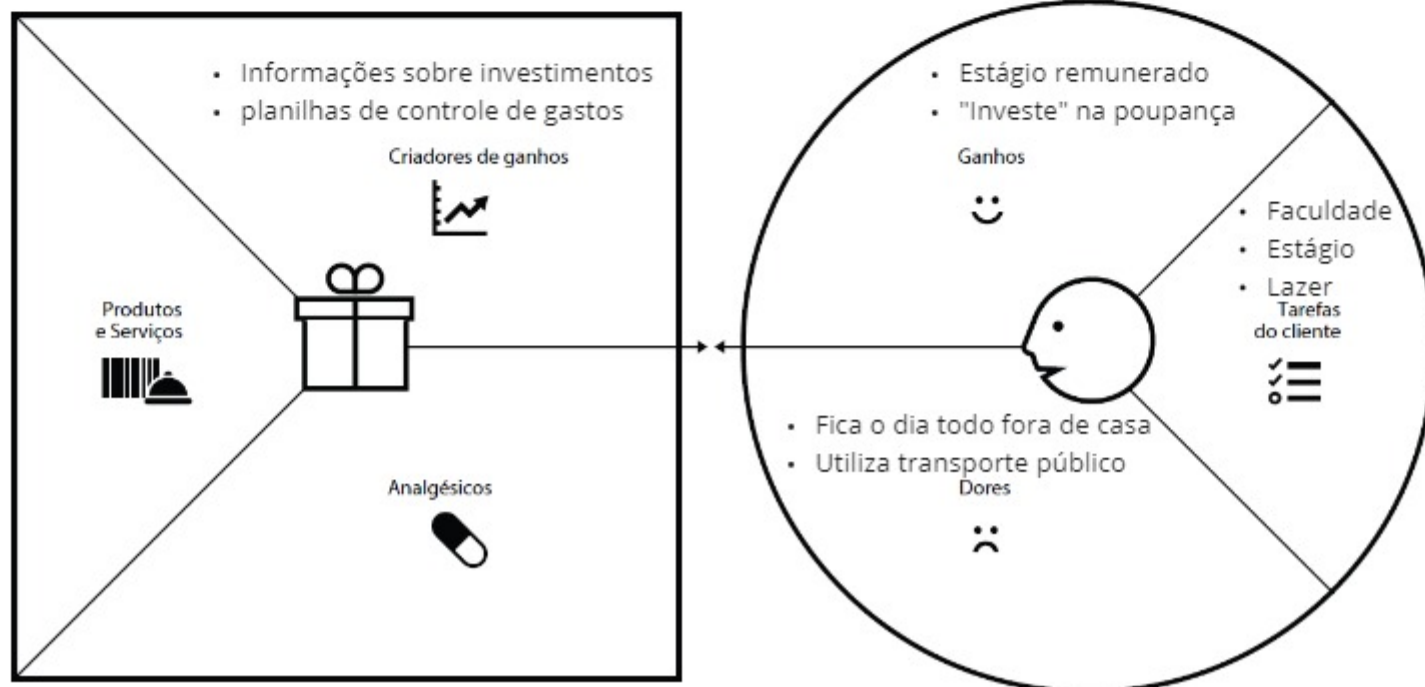 • Informações sobre investimentos
• planilhas de controle de gastos
Criadores de ganhos
Produtos
e Serviços
Analgésicos
• Estágio remunerado
• "Investe" na poupança
Ganhos
• Faculdade
• Estágio
• Lazer
Tarefas
do cliente
• Fica o dia todo fora de casa
• Utiliza transporte público
Dores